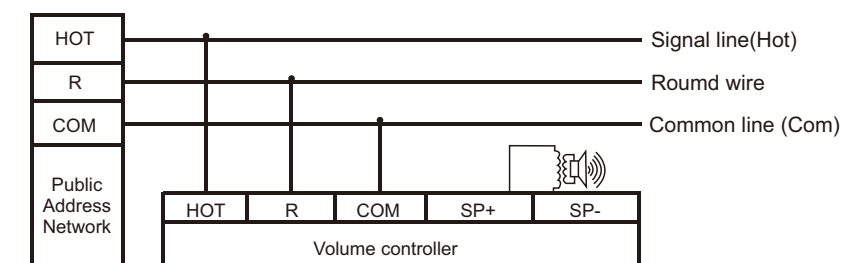 HOT
Signal line(Hot)
R
Roumd wire
COM
Common line (Com)
Public
Address
Network
HOT R COM SP+ SP-
Volume controller